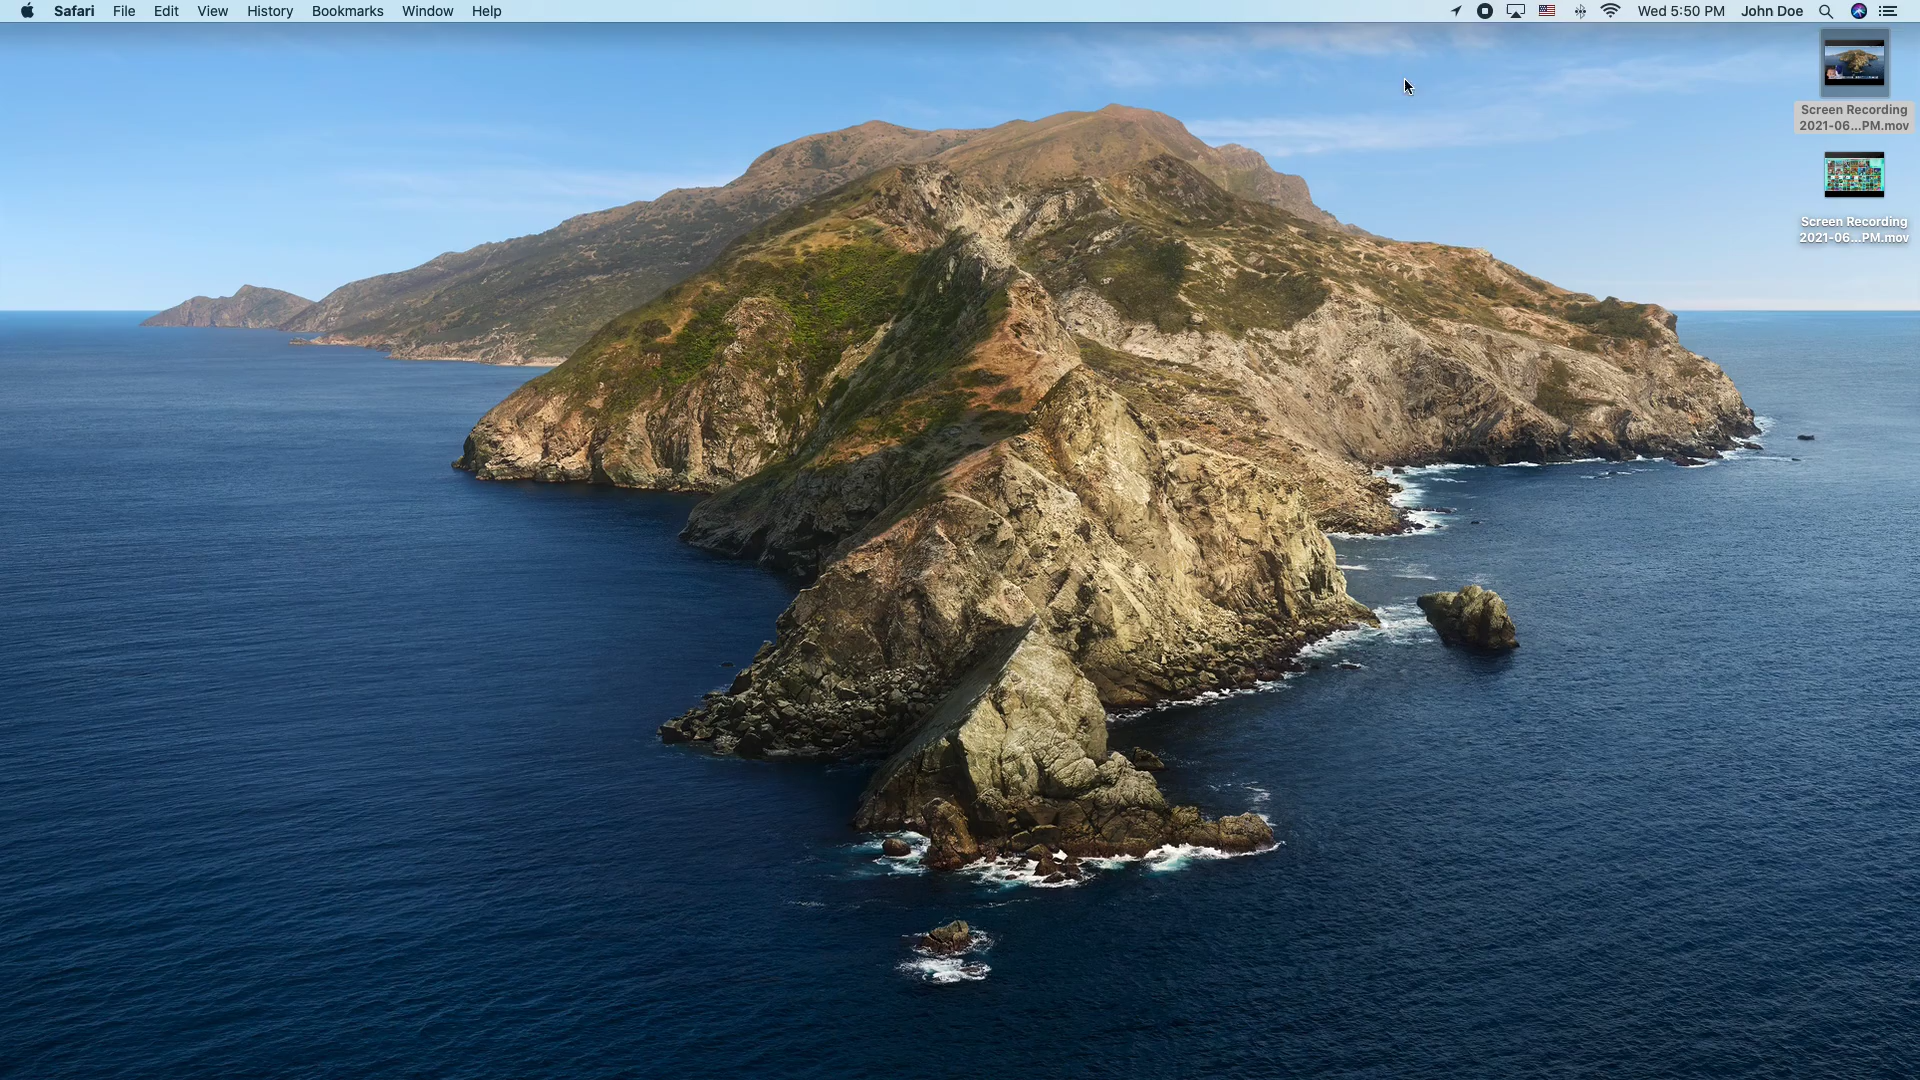 Safari File Edit View History Bookmarks Window Help Wed 5:50 PM John Doe
Screen Recording
2021-06...PM.mov
Screen Recording
2021-06...PM.mov